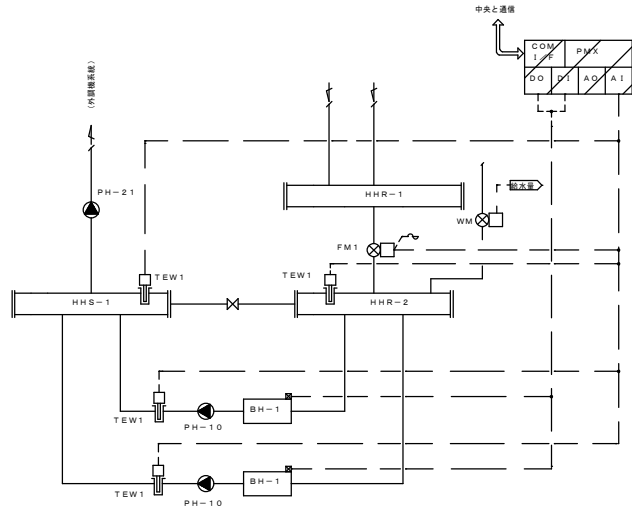 中央と通信
COM PMX
I/F
DO DI AO AI
(外調機系統)
PH-21
HHR-1
給水量
WM
FM1
TEW1
TEW1
HHS-1
HHR-2
BH-1
TEW1
PH-10
BH-1
TEW1
PH-10